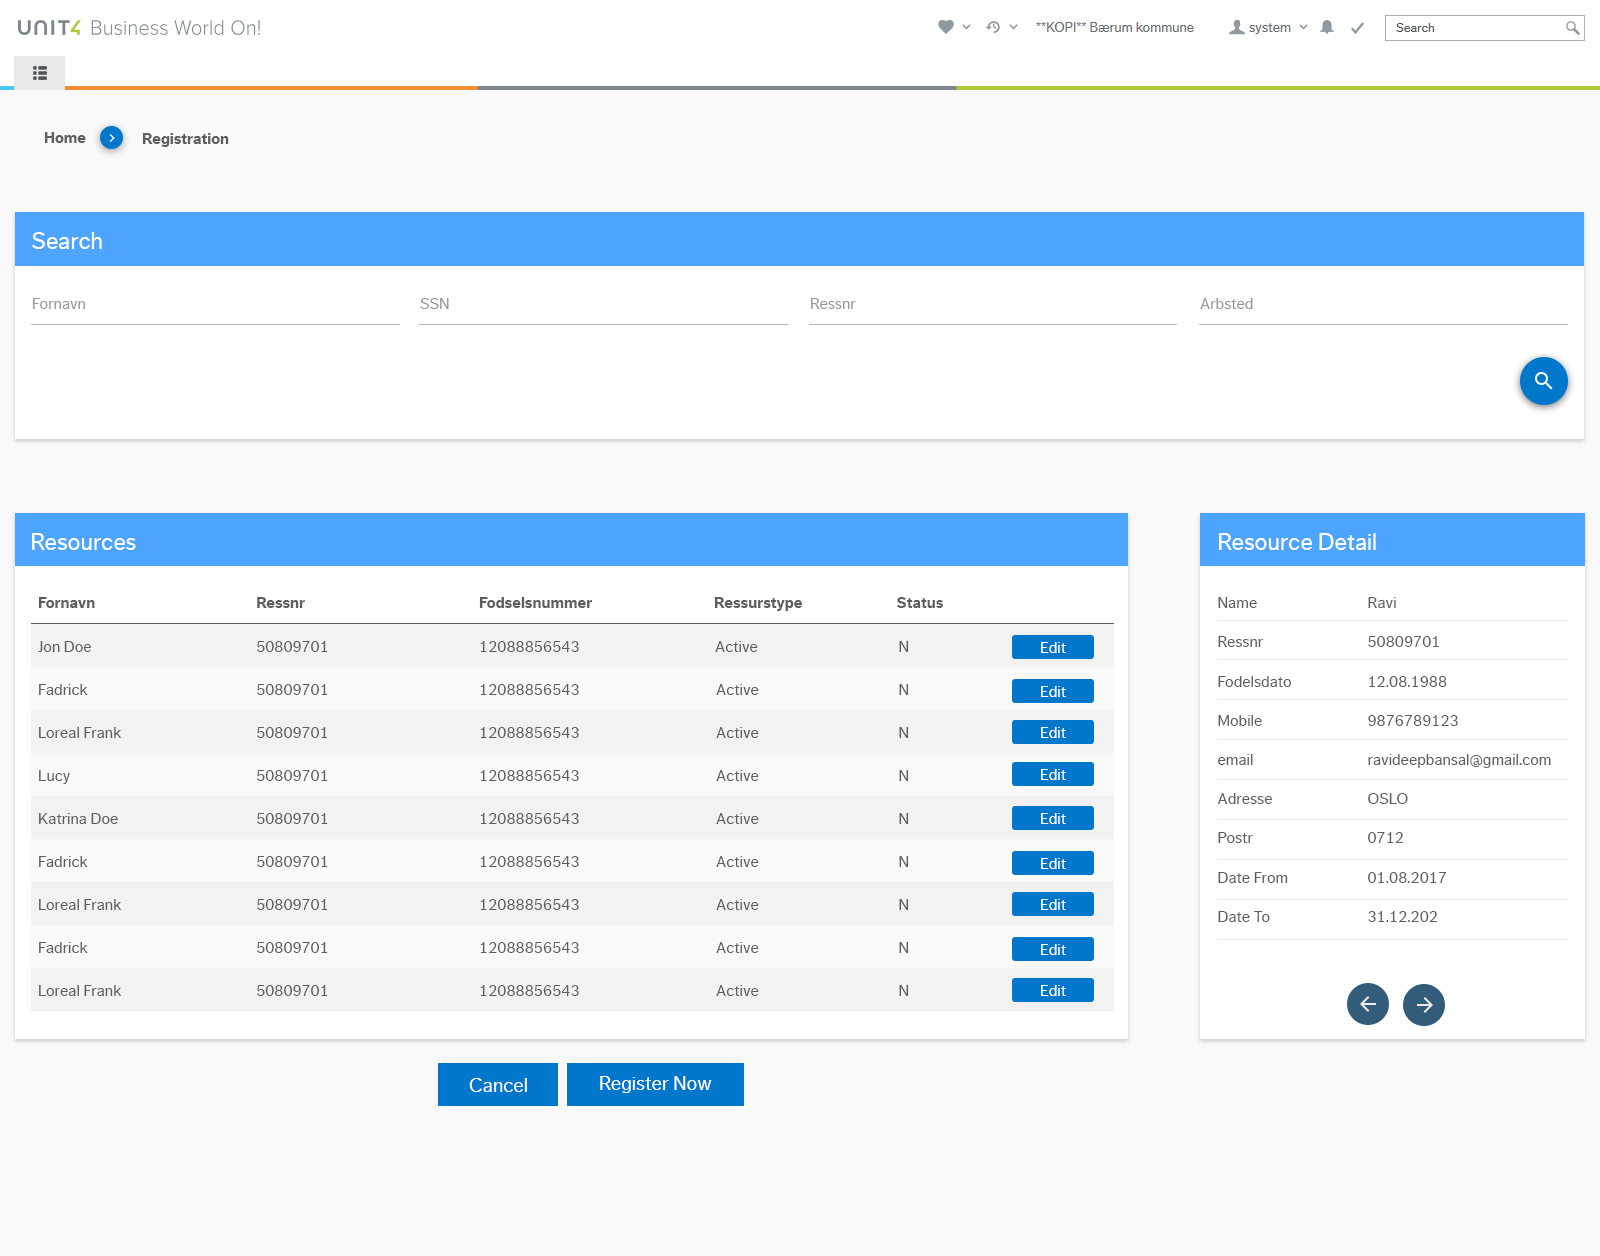 UNIT4 Business World On!
**KOPI** Bærum kommune
system
Search
Home
Registration
Search
Fornavn SSN Ressnr Arbsted
Resources
Fornavn Ressnr Fodselsnummer Ressurstype Status
Jon Doe 50809701 12088856543 Active N Edit
Fadrick 50809701 12088856543 Active N Edit
Loreal Frank 50809701 12088856543 Active N Edit
Lucy 50809701 12088856543 Active N Edit
Katrina Doe 50809701 12088856543 Active N Edit
Fadrick 50809701 12088856543 Active N Edit
Loreal Frank 50809701 12088856543 Active N Edit
Fadrick 50809701 12088856543 Active N Edit
Loreal Frank 50809701 12088856543 Active N Edit
Resource Detail
Name Ravi
Ressnr 50809701
Fodelsdato 12.08.1988
Mobile 9876789123
email ravideepbansal@gmail.com
Adresse OSLO
Postr 0712
Date From 01.08.2017
Date To 31.12.202
Cancel
Register Now